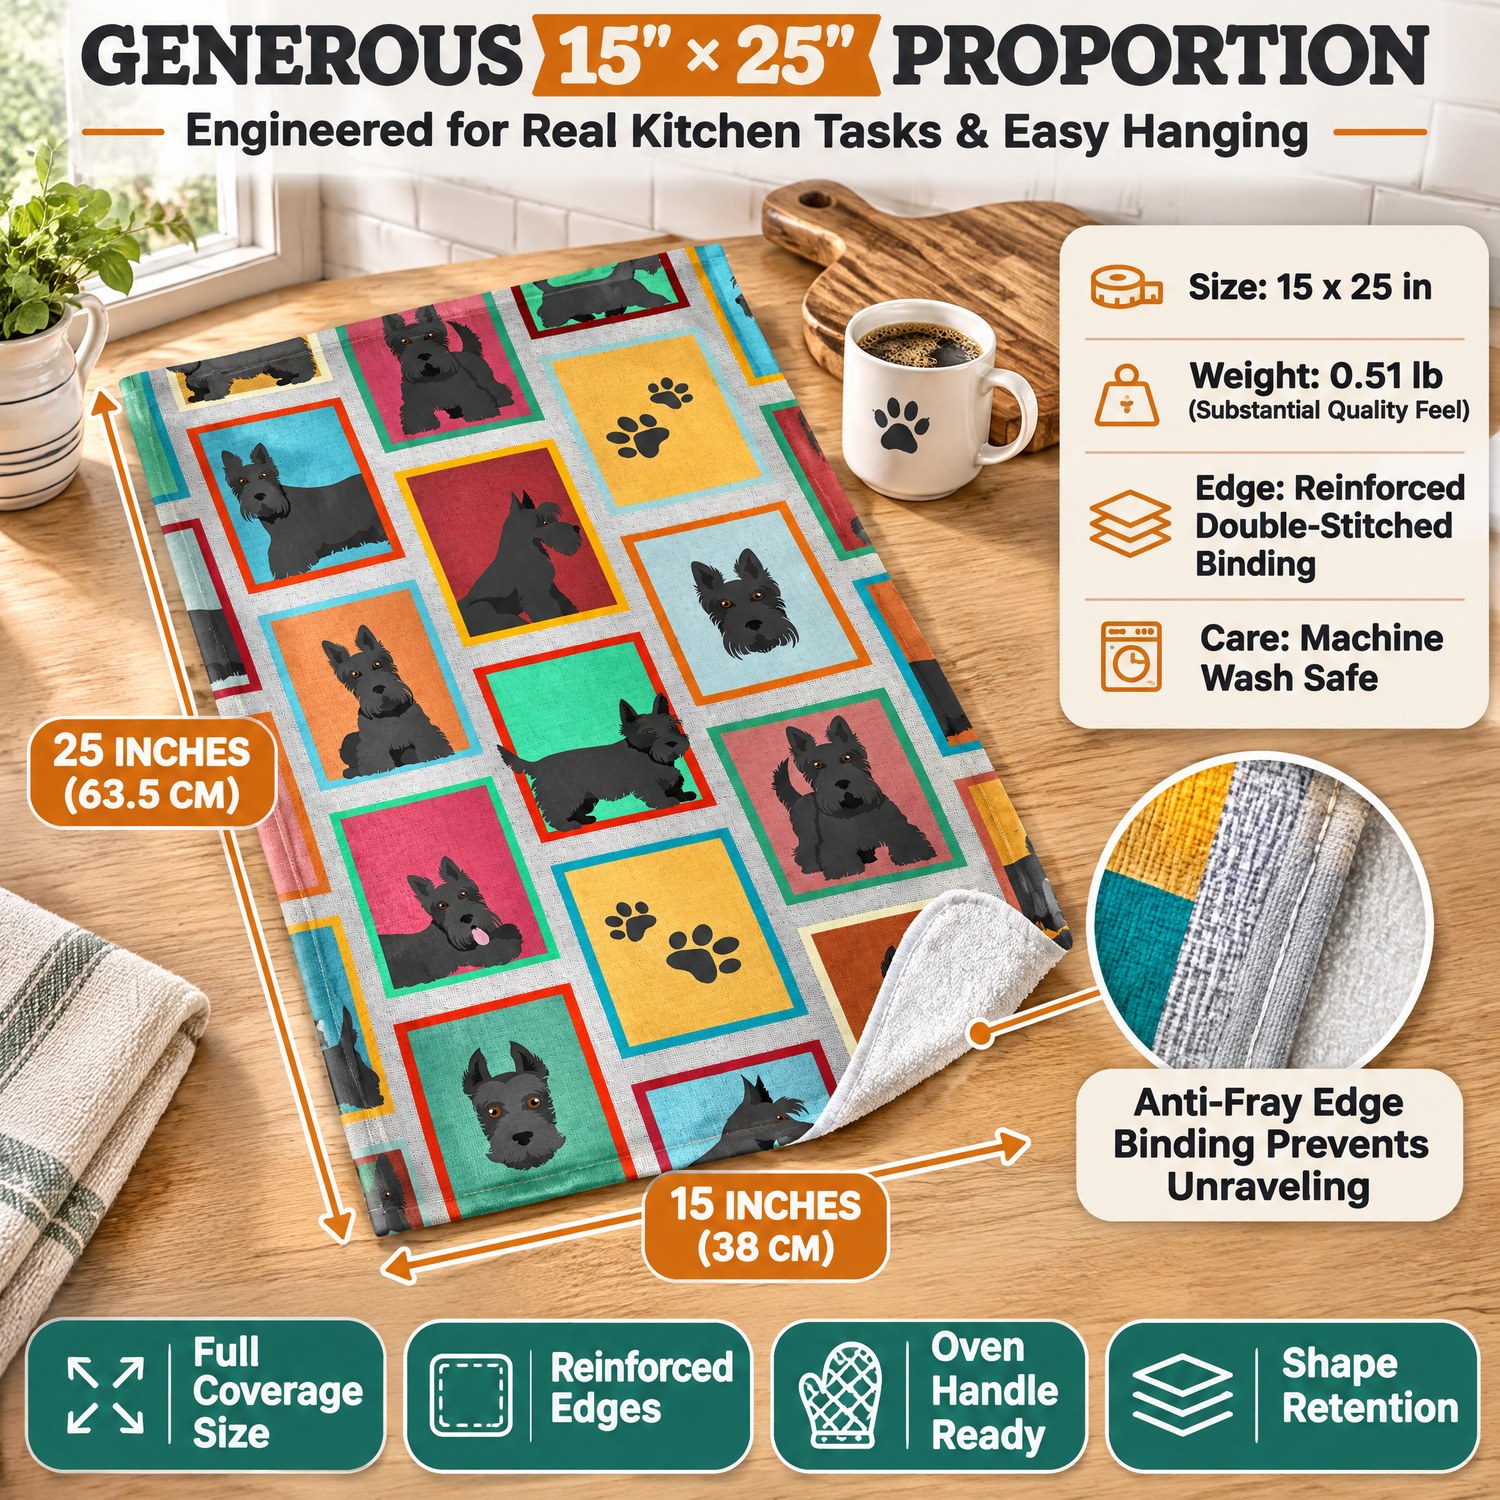 GENEROUS 15” × 25” PROPORTION
Engineered for Real Kitchen Tasks & Easy Hanging
Size: 15 x 25 in
Weight: 0.51 lb
(Substantial Quality Feel)
Edge: Reinforced
Double-Stitched
Binding
Care: Machine
Wash Safe
25 INCHES
(63.5 CM)
15 INCHES
(38 CM)
Anti-Fray Edge
Binding Prevents
Unraveling
Full
Coverage
Size
Reinforced
Edges
Oven
Handle
Ready
Shape
Retention